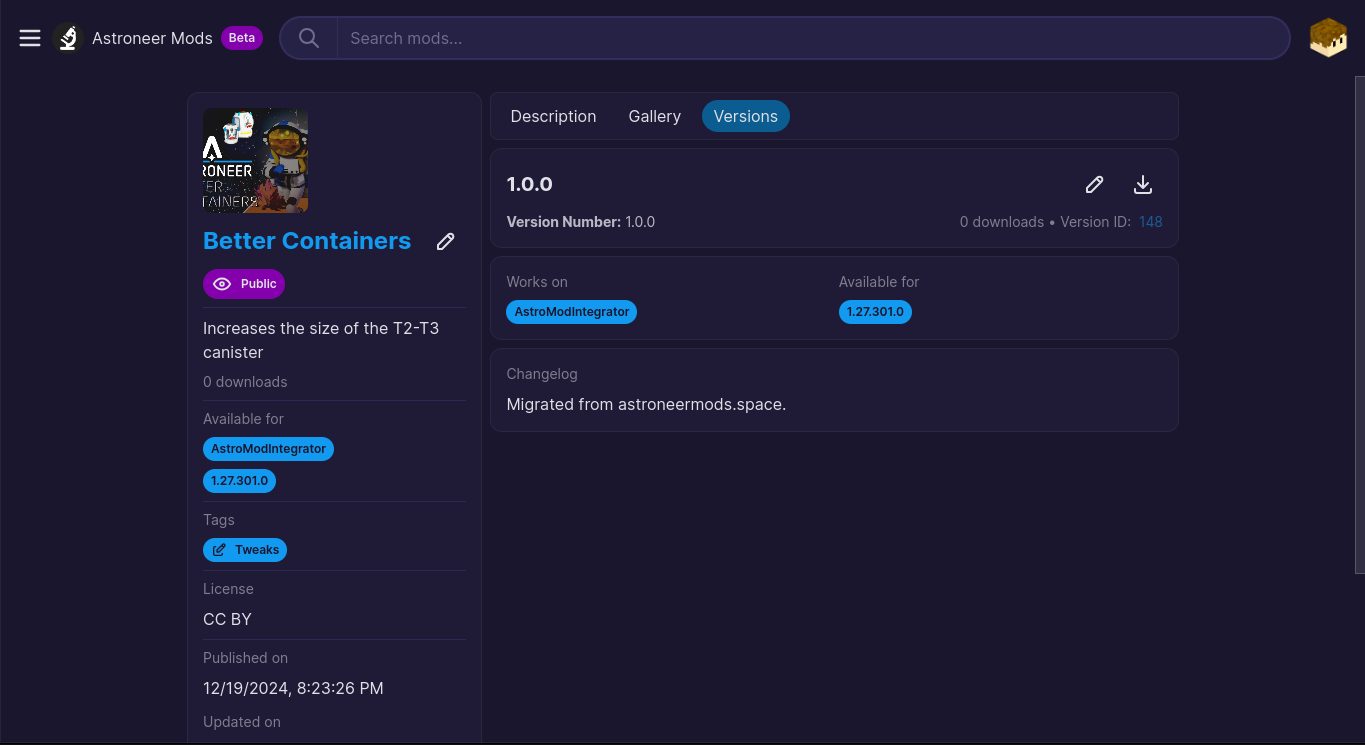 Astroneer Mods Beta Search mods...
Better Containers
Public
Increases the size of the T2-T3
canister
0 downloads
Available for
AstroModIntegrator
1.27.301.0
Tags
Tweaks
License
CC BY
Published on
12/19/2024, 8:23:26 PM
Updated on
Description Gallery Versions
1.0.0
Version Number: 1.0.0 0 downloads • Version ID: 148
Works on Available for
AstroModIntegrator 1.27.301.0
Changelog
Migrated from astroneermods.space.